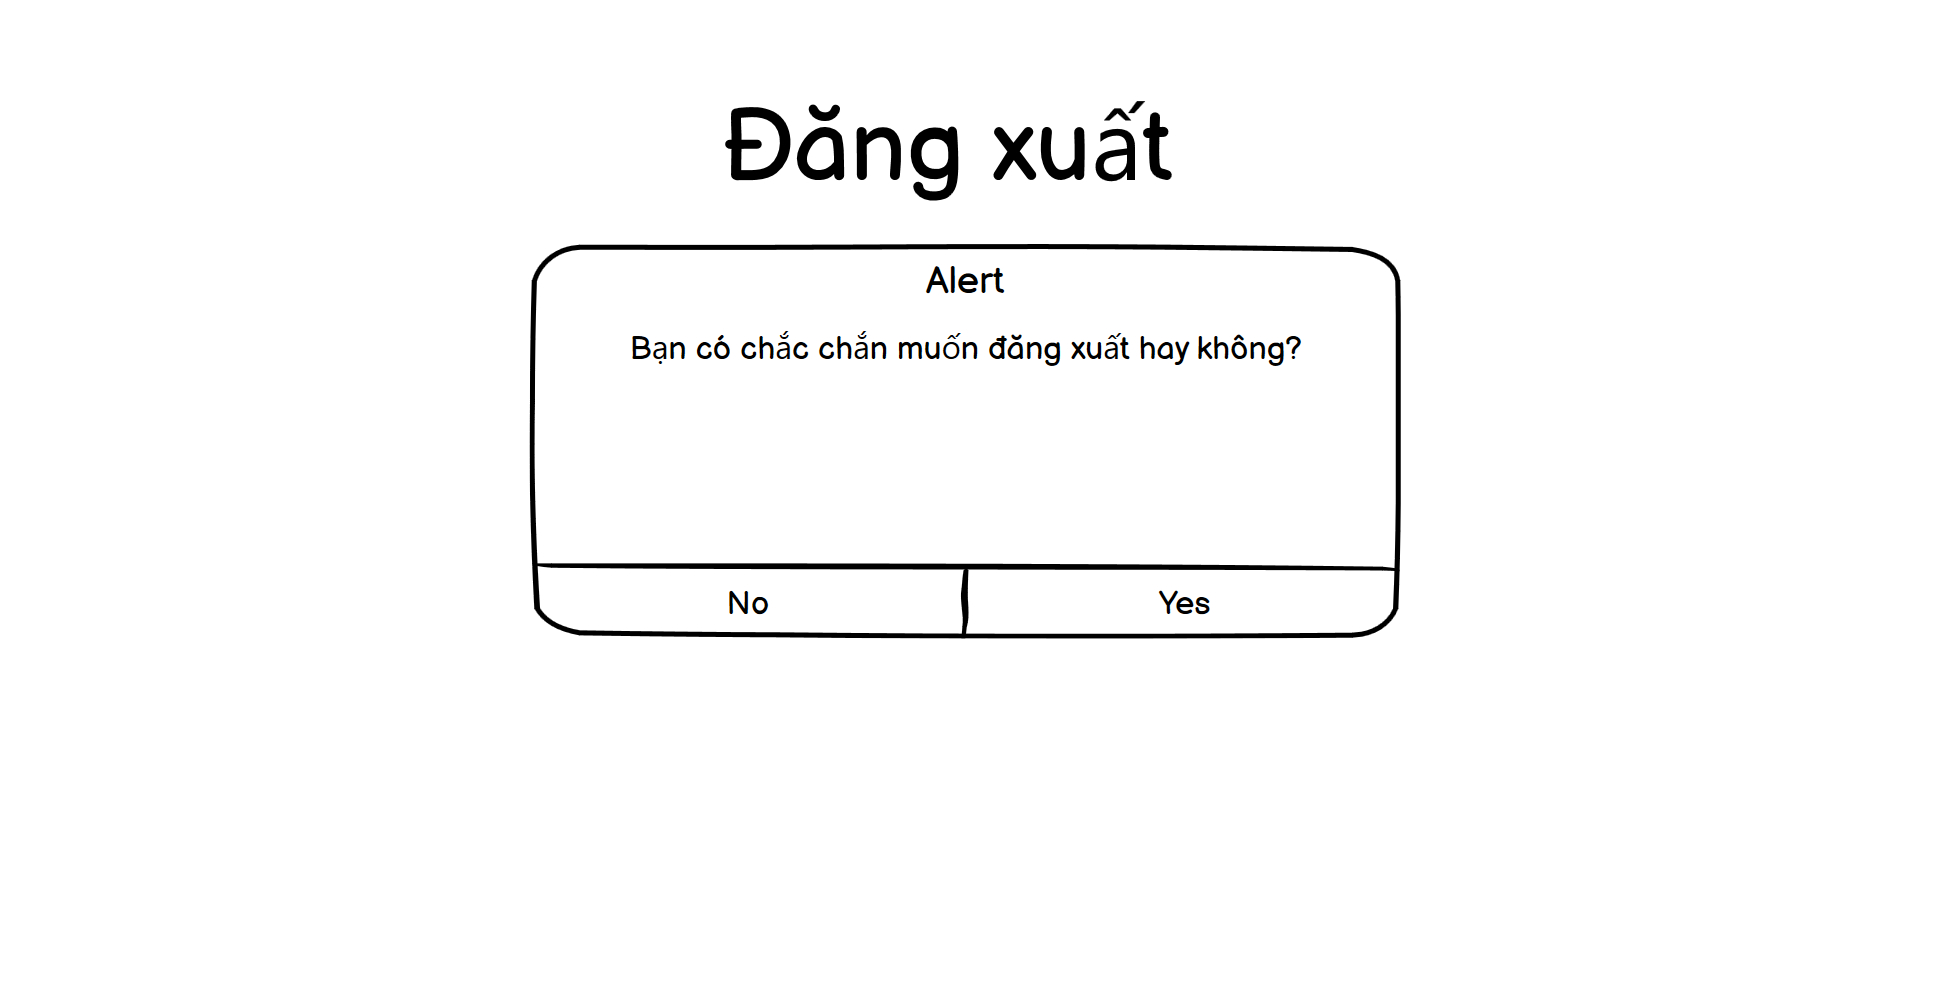 Đăng xuất
Alert
Bạn có chắc chắn muốn đăng xuất hay không?
No
Yes